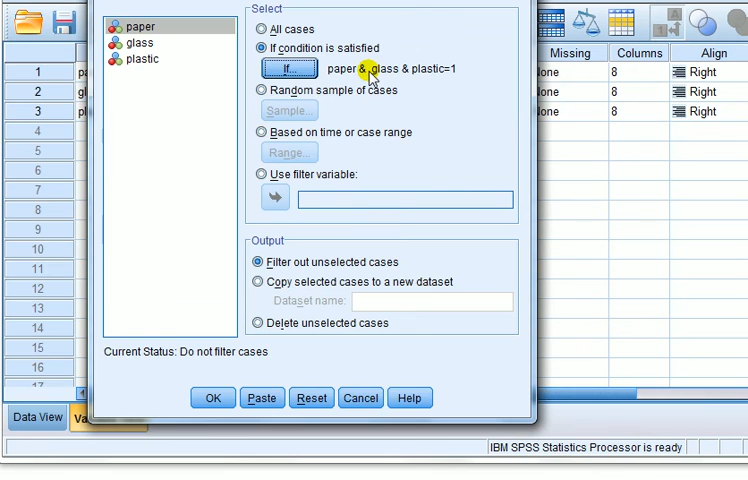 Select
paper
glass
plastic
All cases
If condition is satisfied
If...
paper & glass & plastic=1
Random sample of cases
Sample...
Based on time or case range
Range...
Use filter variable:
Output
Filter out unselected cases
Copy selected cases to a new dataset
Dataset name:
Delete unselected cases
Current Status: Do not filter cases
OK
Paste
Reset
Cancel
Help
Missing
Columns
Align
1
None
8
Right
2
None
8
Right
3
None
8
Right
4
5
6
7
8
9
10
11
12
13
14
15
16
17
Data View
IBM SPSS Statistics Processor is ready